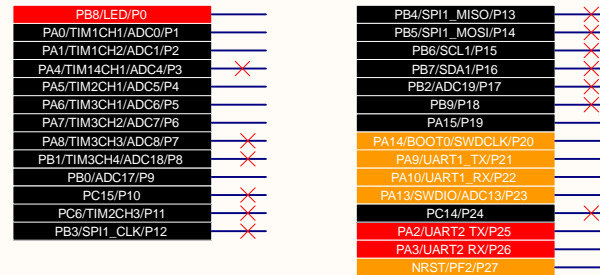 PB8/LED/P0
PA0/TIM1CH1/ADC0/P1
PA1/TIM1CH2/ADC1/P2
PA4/TIM14CH1/ADC4/P3
PA5/TIM2CH1/ADC5/P4
PA6/TIM3CH1/ADC6/P5
PA7/TIM3CH2/ADC7/P6
PA8/TIM3CH3/ADC8/P7
PB1/TIM3CH4/ADC18/P8
PB0/ADC17/P9
PC15/P10
PC6/TIM2CH3/P11
PB3/SPI1_CLK/P12
PB4/SPI1_MISO/P13
PB5/SPI1_MOSI/P14
PB6/SCL1/P15
PB7/SDA1/P16
PB2/ADC19/P17
PB9/P18
PA15/P19
PA14/BOOT0/SWDCLK/P20
PA9/UART1_TX/P21
PA10/UART1_RX/P22
PA13/SWDIO/ADC13/P23
PC14/P24
PA2/UART2 TX/P25
PA3/UART2 RX/P26
NRST/PF2/P27